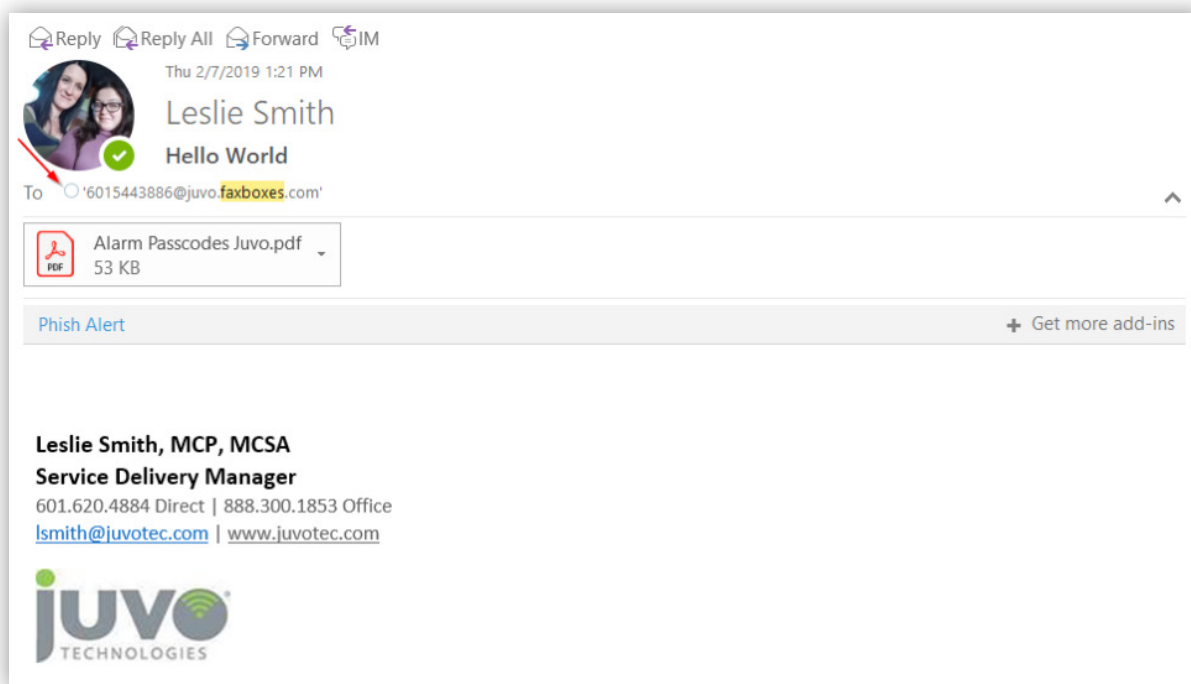 Reply Reply All Forward IM
Thu 2/7/2019 1:21 PM
Leslie Smith
Hello World
To '6015443886@juvo.faxboxes.com'
Alarm Passcodes Juvo.pdf
PDF
53 KB
Phish Alert + Get more add-ins
Leslie Smith, MCP, MCSA
Service Delivery Manager
601.620.4884 Direct | 888.300.1853 Office
lsmith@juvotec.com | www.juvotec.com
juvo
TECHNOLOGIES